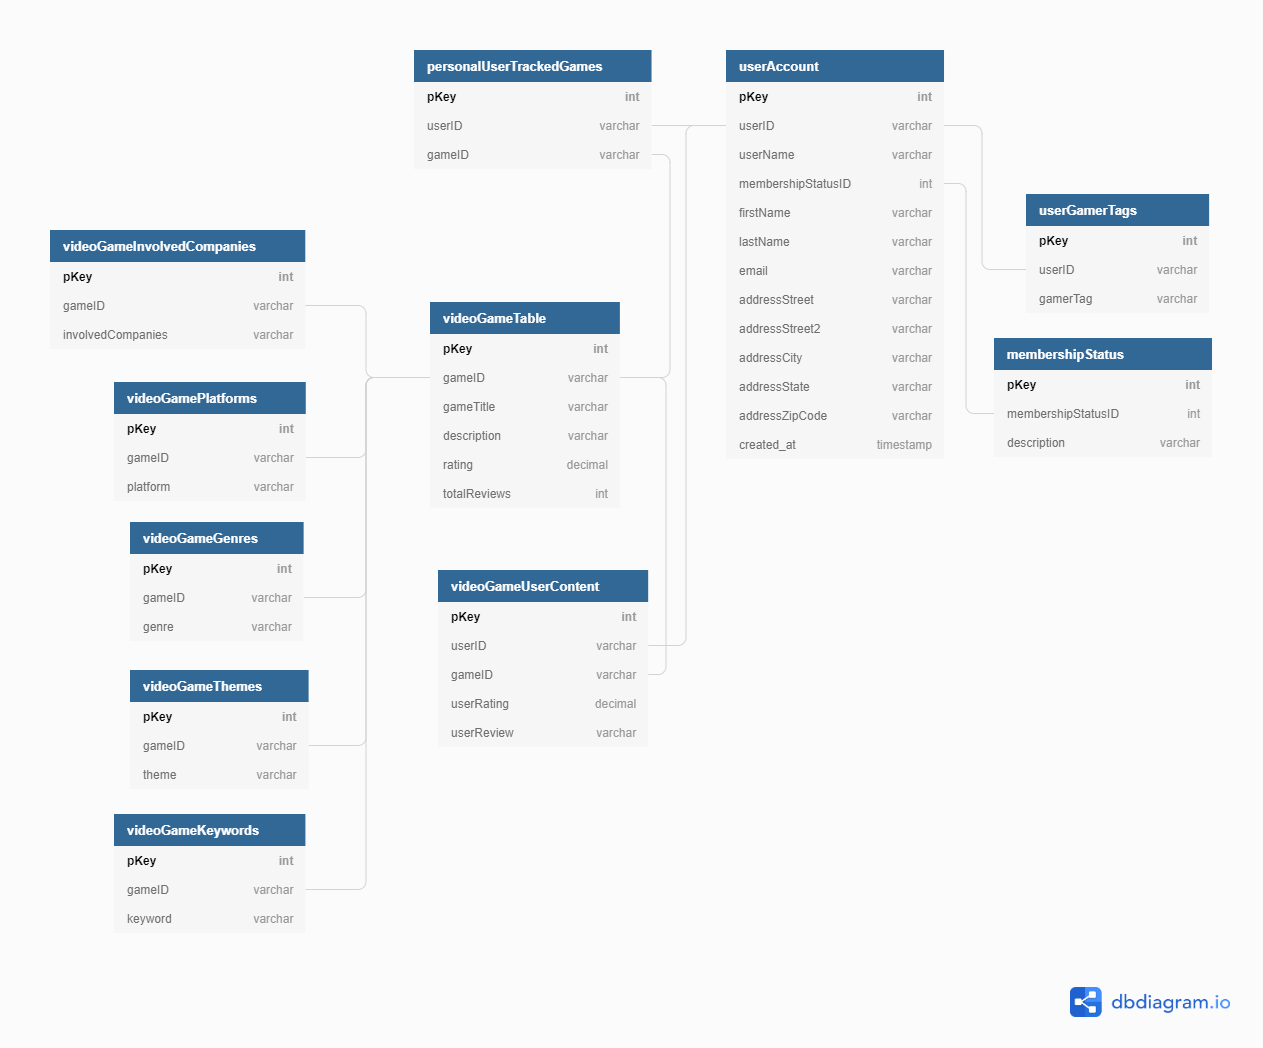 personalUserTrackedGames
pKey int
userID varchar
gameID varchar
userAccount
pKey int
userID varchar
userName varchar
membershipStatusID int
firstName varchar
lastName varchar
email varchar
addressStreet varchar
addressStreet2 varchar
addressCity varchar
addressState varchar
addressZipCode varchar
created_at timestamp
userGamerTags
pKey int
userID varchar
gamerTag varchar
membershipStatus
pKey int
membershipStatusID int
description varchar
videoGameInvolvedCompanies
pKey int
gameID varchar
involvedCompanies varchar
videoGameTable
pKey int
gameID varchar
gameTitle varchar
description varchar
rating decimal
totalReviews int
videoGamePlatforms
pKey int
gameID varchar
platform varchar
videoGameGenres
pKey int
gameID varchar
genre varchar
videoGameUserContent
pKey int
userID varchar
gameID varchar
userRating decimal
userReview varchar
videoGameThemes
pKey int
gameID varchar
theme varchar
videoGameKeywords
pKey int
gameID varchar
keyword varchar
dbdiagram.io